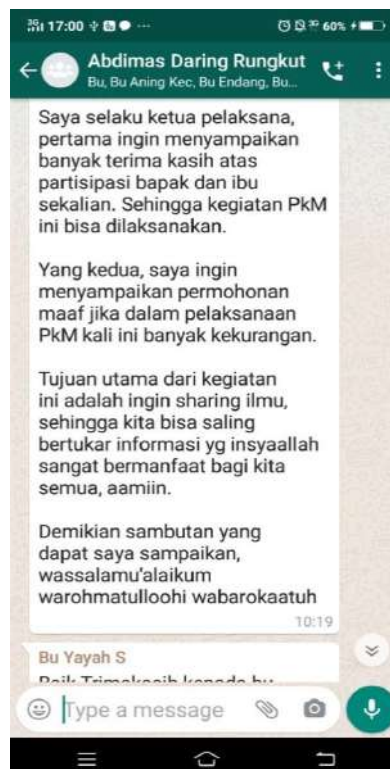 17:00
60%
Abdimas Daring Rungkut
Bu, Bu Aning Kec, Bu Endang, Bu...
Saya selaku ketua pelaksana,
pertama ingin menyampaikan
banyak terima kasih atas
partisipasi bapak dan ibu
sekalian. Sehingga kegiatan PkM
ini bisa dilaksanakan.
Yang kedua, saya ingin
menyampaikan permohonan
maaf jika dalam pelaksanaan
PkM kali ini banyak kekurangan.
Tujuan utama dari kegiatan
ini adalah ingin sharing ilmu,
sehingga kita bisa saling
bertukar informasi yg insyaallah
sangat bermanfaat bagi kita
semua, aamiin.
Demikian sambutan yang
dapat saya sampaikan,
wassalamu'alaikum
warohmatulloohi wabarokaatuh
10:19
Bu Yayah S
Baik Trimakasih kepada bu
Type a message